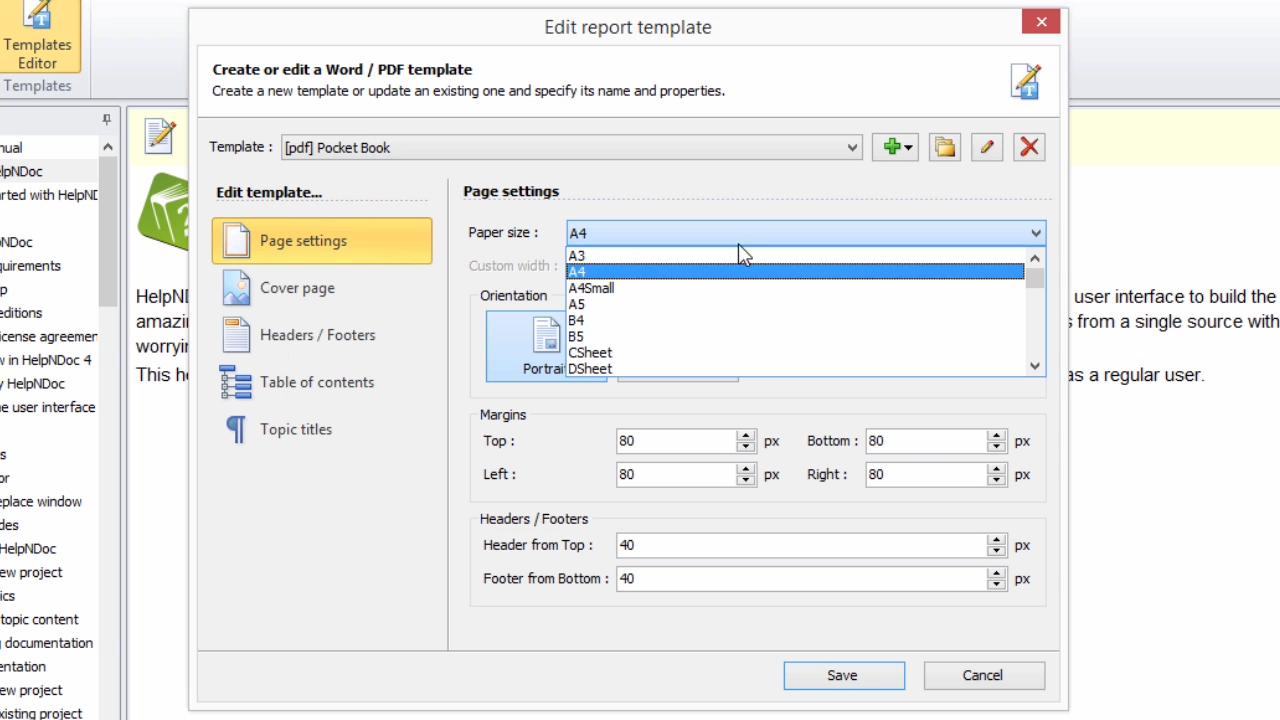 Edit report template
Templates
Editor
Templates
Create or edit a Word / PDF template
Create a new template or update an existing one and specify its name and properties.
Template : [pdf] Pocket Book
Edit template...
Page settings
Cover page
Headers / Footers
Table of contents
Topic titles
Page settings
Paper size : A4
A3
A4
A4Small
A5
B4
B5
CSheet
DSheet
Custom width :
Orientation
Portrai
Margins
Top : 80 px Bottom : 80 px
Left : 80 px Right : 80 px
Headers / Footers
Header from Top : 40 px
Footer from Bottom : 40 px
Save Cancel
nual
elpNDoc
arted with HelpND
NDoc
quirements
p
editions
icense agreemer
w in HelpNDoc 4
y HelpNDoc
e user interface
s
or
eplace window
des
HelpNDoc
ew project
ics
topic content
g documentation
entation
ew project
xisting project
HelpN
user interface to build the
amazi
s from a single source with
worryi
This he
as a regular user.